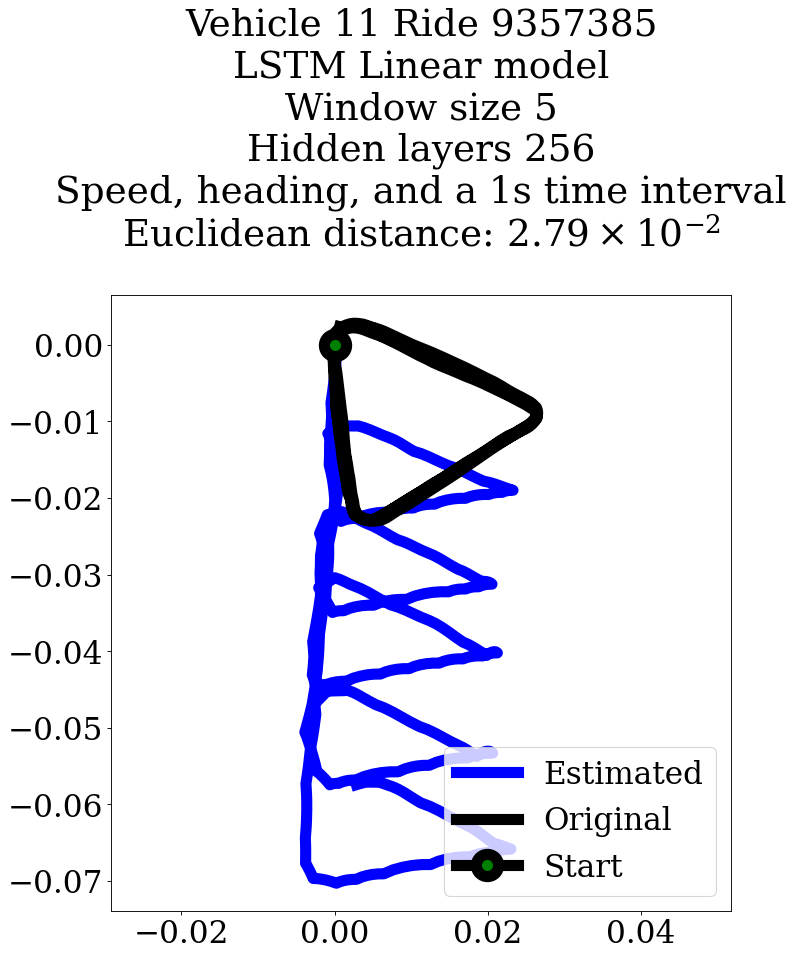 Vehicle 11 Ride 9357385
LSTM Linear model
Window size 5
Hidden layers 256
Speed, heading, and a 1s time interval
Euclidean distance: 2.79 × 10⁻²
0.00
−0.01
−0.02
−0.03
−0.04
−0.05
−0.06
−0.07
Estimated
Original
Start
−0.02 0.00 0.02 0.04